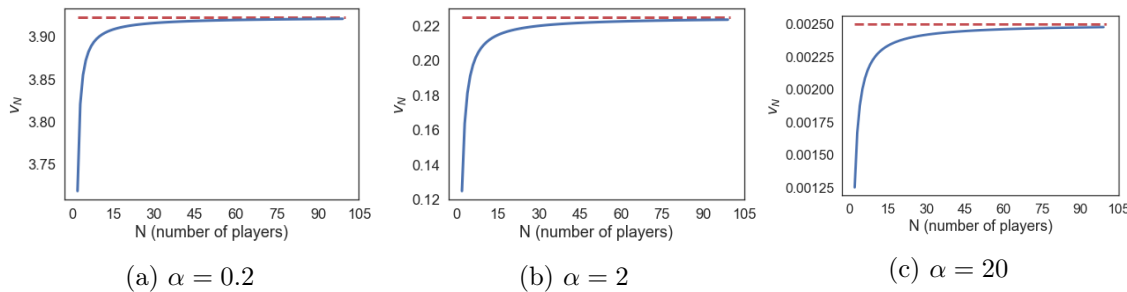 3.90
3.85
3.80
3.75
v_N
0 15 30 45 60 75 90 105
N (number of players)
(a) α = 0.2
0.22
0.20
0.18
0.16
0.14
0.12
v_N
0 15 30 45 60 75 90 105
N (number of players)
(b) α = 2
0.00250
0.00225
0.00200
0.00175
0.00150
0.00125
v_N
0 15 30 45 60 75 90 105
N (number of players)
(c) α = 20